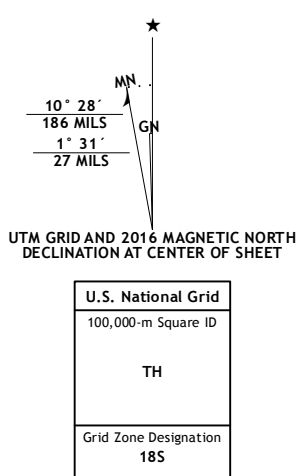 ★
MN
10° 28´
186 MILS
GN
1° 31´
27 MILS
UTM GRID AND 2016 MAGNETIC NORTH
DECLINATION AT CENTER OF SHEET
U.S. National Grid
100,000-m Square ID
TH
Grid Zone Designation
18S